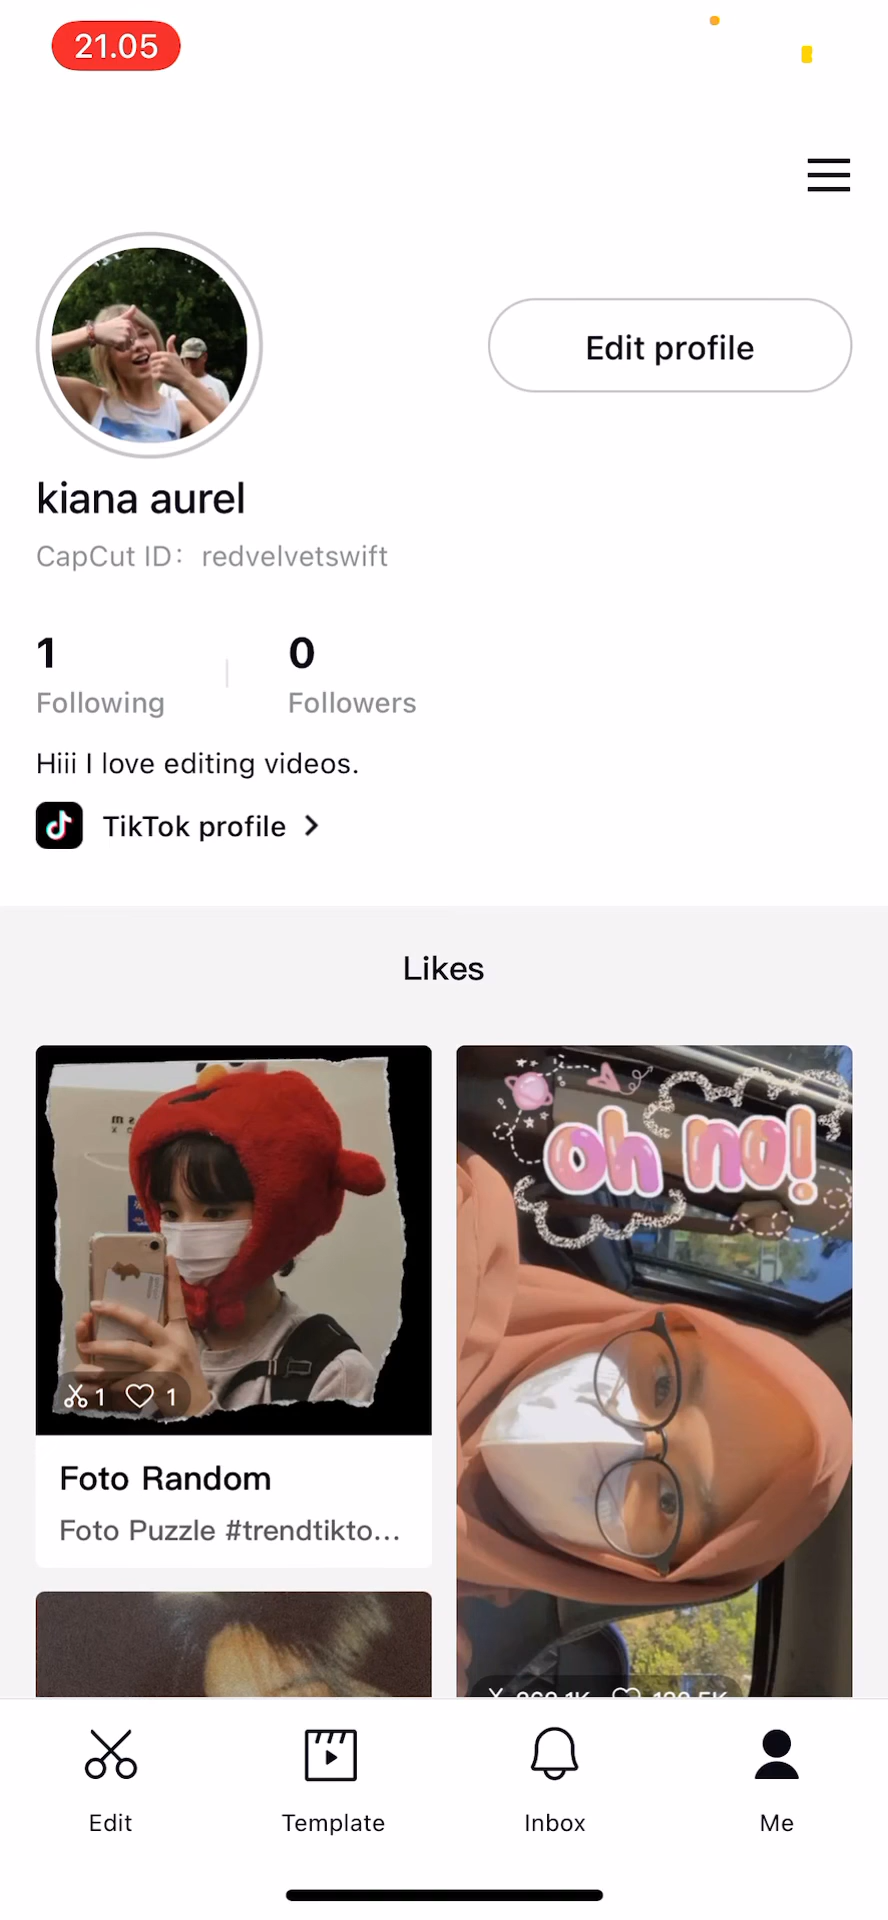 21.05
Edit profile
kiana aurel
CapCut ID: redvelvetswift
1
0
Following
Followers
Hiii I love editing videos.
TikTok profile
Likes
oh no!
1 1
Foto Random
Foto Puzzle #trendtikto...
Edit
Template
Inbox
Me